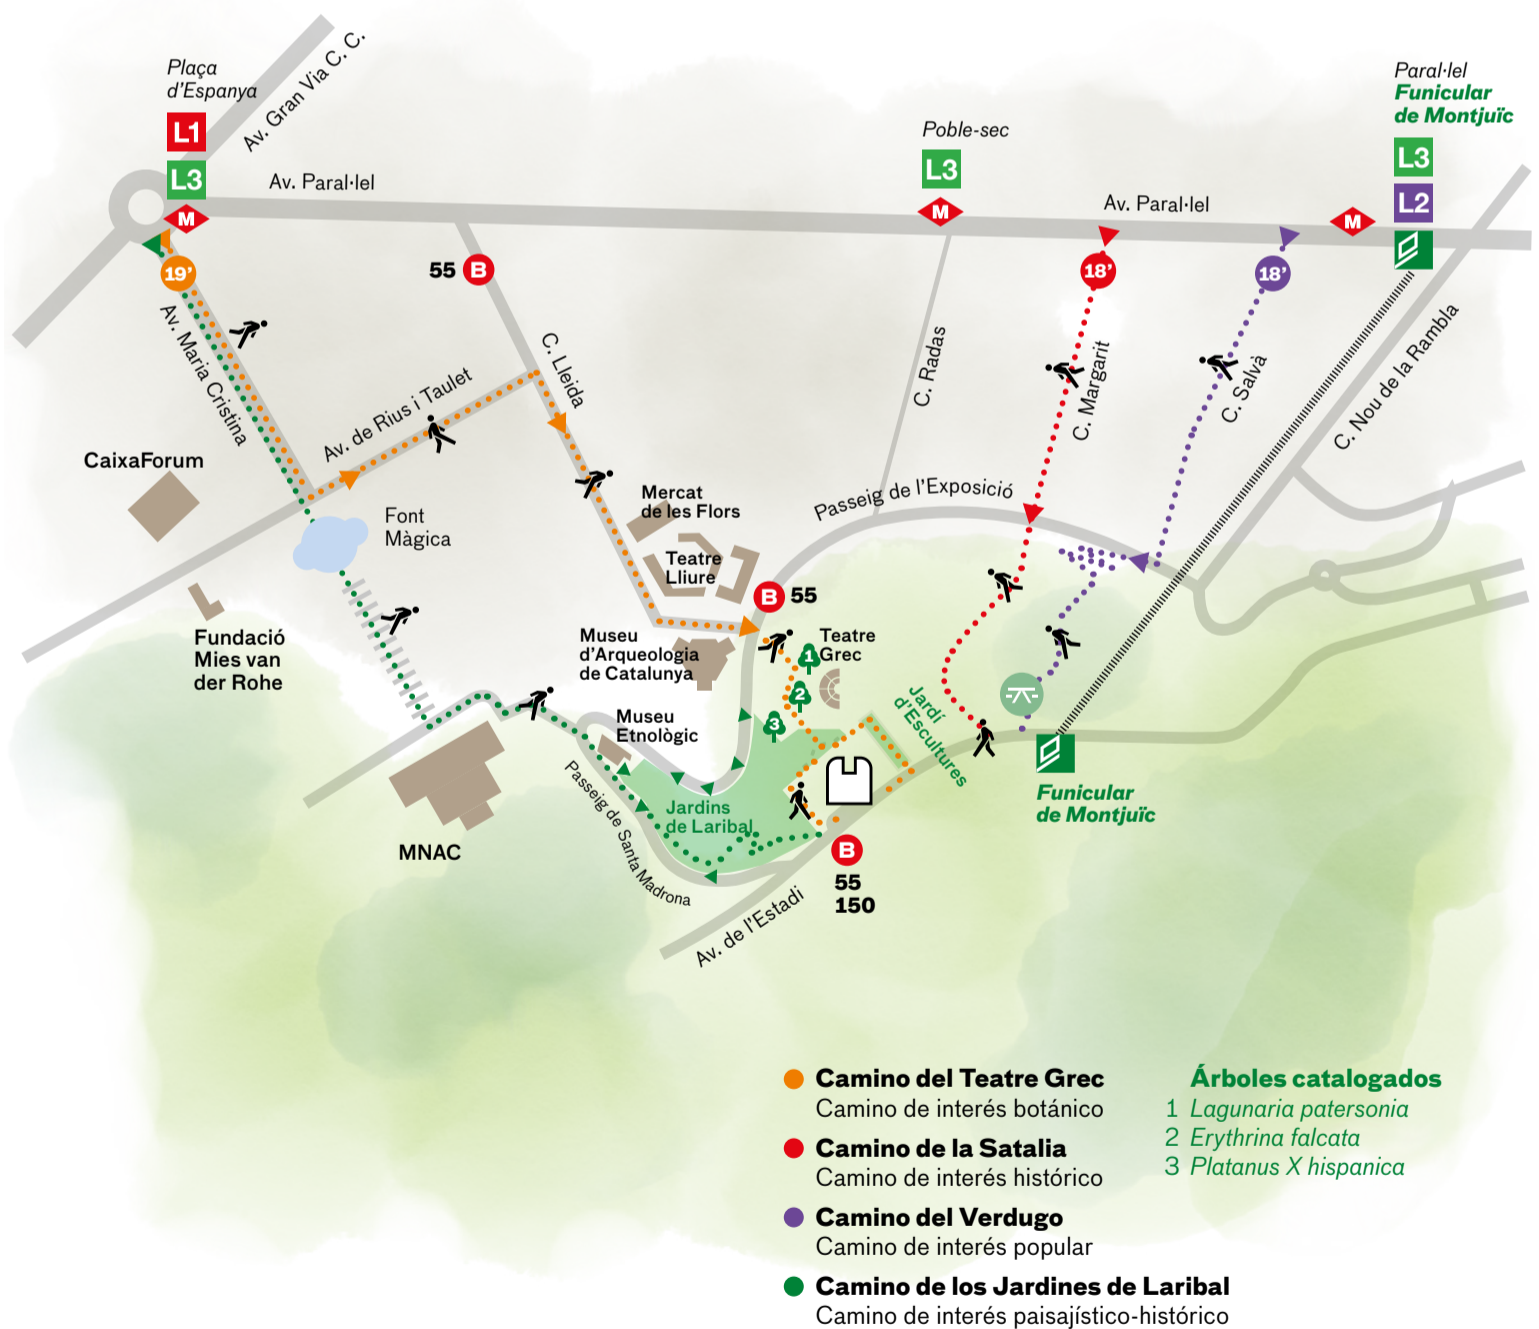 Plaça
d'Espanya
L1
L3
M
Av. Gran Via C. C.
Av. Paral·lel
Poble-sec
L3
M
Av. Paral·lel
Paral·lel
Funicular
de Montjuïc
L3
L2
M
19'
55 B
18'
18'
Av. Maria Cristina
C. Lleida
Av. de Rius i Taulet
C. Radas
C. Margarit
C. Salvà
C. Nou de la Rambla
CaixaForum
Font
Màgica
Mercat
de les Flors
Passeig de l'Exposició
Teatre
Lliure
B 55
Fundació
Mies van
der Rohe
Museu
d'Arqueologia
de Catalunya
1
Teatre
Grec
2
3
Museu
Etnològic
Jardí
d'Escultures
Passeig de Santa Madrona
Jardins
de Laribal
Funicular
de Montjuïc
MNAC
B
55
150
Av. de l'Estadi
Camino del Teatre Grec
Camino de interés botánico
Camino de la Satalia
Camino de interés histórico
Camino del Verdugo
Camino de interés popular
Camino de los Jardines de Laribal
Camino de interés paisajístico-histórico
Árboles catalogados
1 Lagunaria patersonia
2 Erythrina falcata
3 Platanus X hispanica